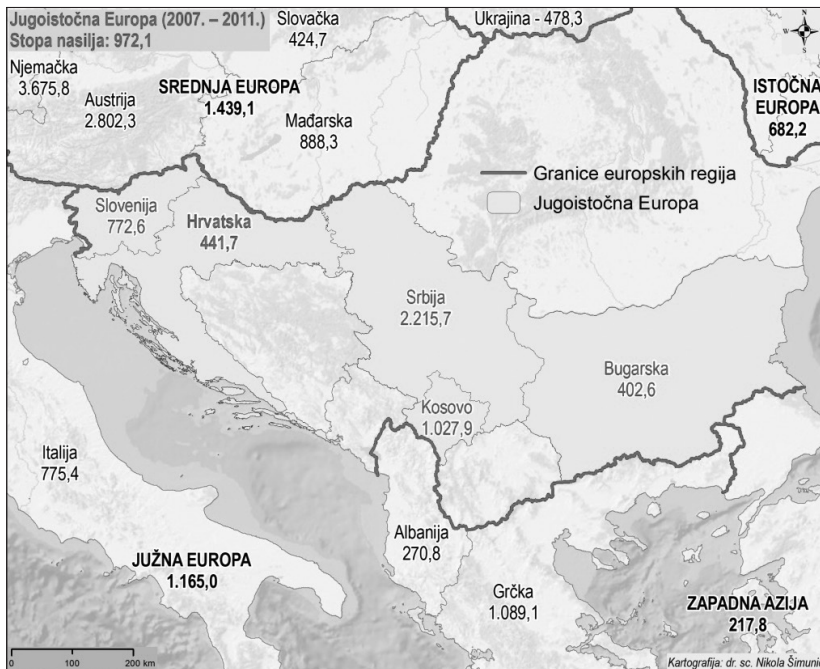 Jugoistočna Europa (2007. – 2011.)
Stopa nasilja: 972,1
Slovačka
424,7
Ukrajina - 478,3
N
W
E
S
Njemačka
3.675,8
Austrija
2.802,3
SREDNJA EUROPA
1.439,1
Mađarska
888,3
ISTOČNA
EUROPA
682,2
Granice europskih regija
Jugoistočna Europa
Slovenija
772,6
Hrvatska
441,7
Srbija
2.215,7
Bugarska
402,6
Kosovo
1.027,9
Italija
775,4
Albanija
270,8
JUŽNA EUROPA
1.165,0
Grčka
1.089,1
ZAPADNA AZIJA
217,8
0 100 200 km
Kartografija: dr. sc. Nikola Šimunić